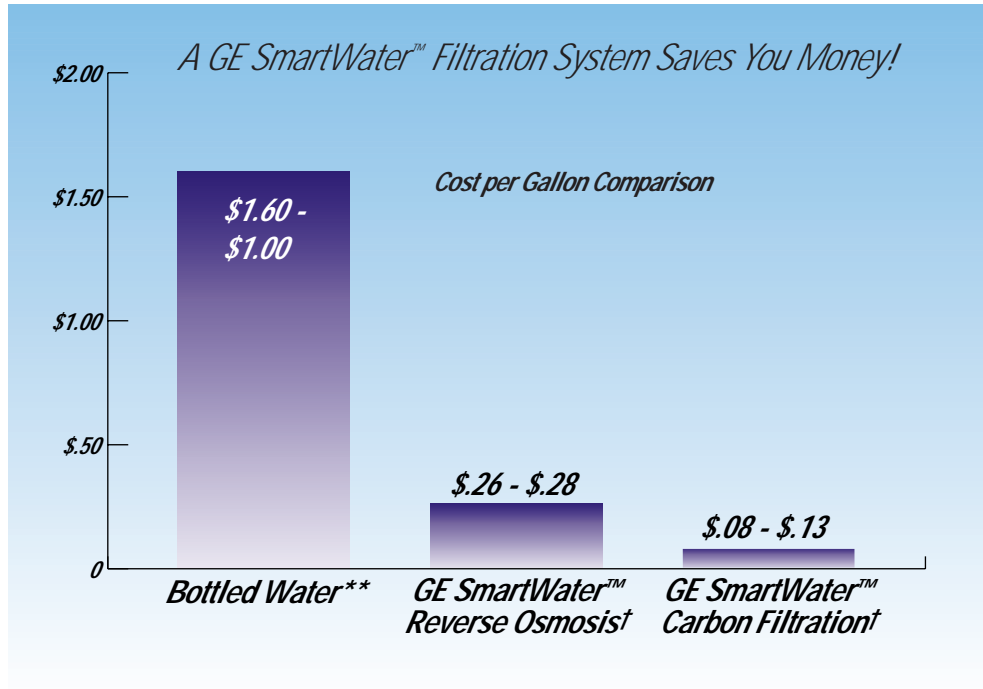 A GE SmartWater™ Filtration System Saves You Money!
$2.00
Cost per Gallon Comparison
$1.50
$1.60 -
$1.00
$1.00
$.50
$.26 - $.28
$.08 - $.13
0
Bottled Water**
GE SmartWater™
Reverse Osmosis†
GE SmartWater™
Carbon Filtration†